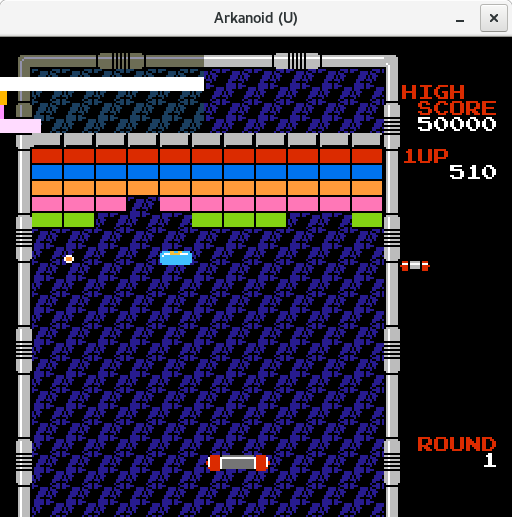 Arkanoid (U)
HIGH
SCORE
50000
1UP
510
ROUND
1